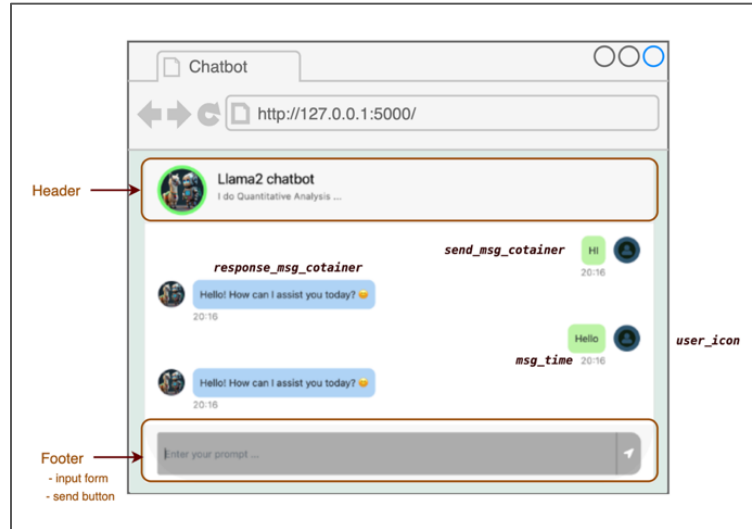 Chatbot
http://127.0.0.1:5000/
Header
Llama2 chatbot
I do Quantitative Analysis ...
send_msg_cotainer
HI
20:16
response_msg_cotainer
Hello! How can I assist you today? 😊
20:16
Hello
user_icon
msg_time 20:16
Hello! How can I assist you today? 😊
20:16
Footer
- input form
- send button
Enter your prompt ...